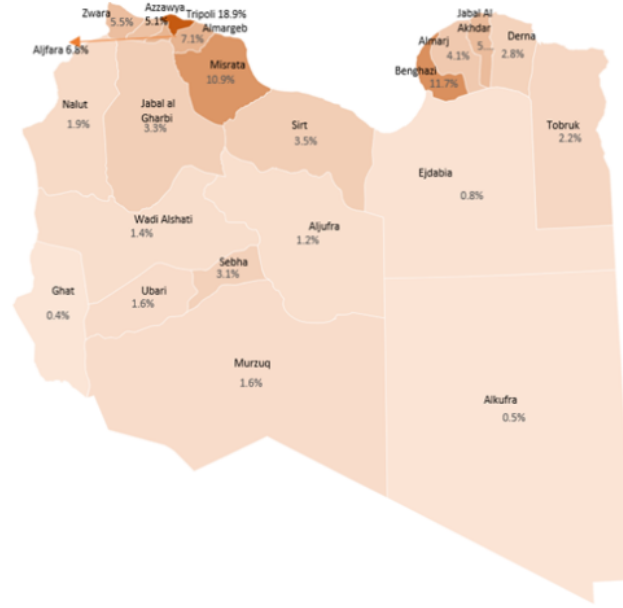 Zwara
5.5%
Azzawya
5.1%
Tripoli 18.9%
Almargeb
7.1%
Aljfara 6.8%
Misrata
10.9%
Nalut
1.9%
Jabal al
Gharbi
3.3%
Sirt
3.5%
Jabal Al
Akhdar
5...
Almarj
4.1%
Derna
2.8%
Benghazi
11.7%
Tobruk
2.2%
Ejdabia
0.8%
Wadi Alshati
1.4%
Aljufra
1.2%
Sebha
3.1%
Ghat
0.4%
Ubari
1.6%
Murzuq
1.6%
Alkufra
0.5%